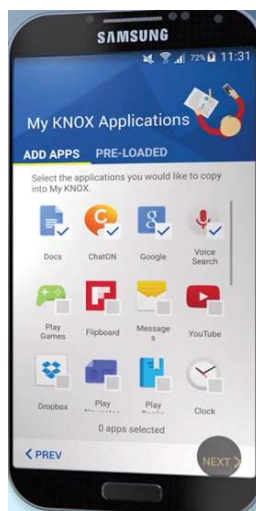 SAMSUNG
72% 11:31
My KNOX Applications
ADD APPS PRE-LOADED
Select the applications you would like to copy
into My KNOX.
Docs ChatON Google Voice
Search
Play
Games Flipboard Message
s YouTube
Dropbox Play Play Clock
0 apps selected
PREV NEXT